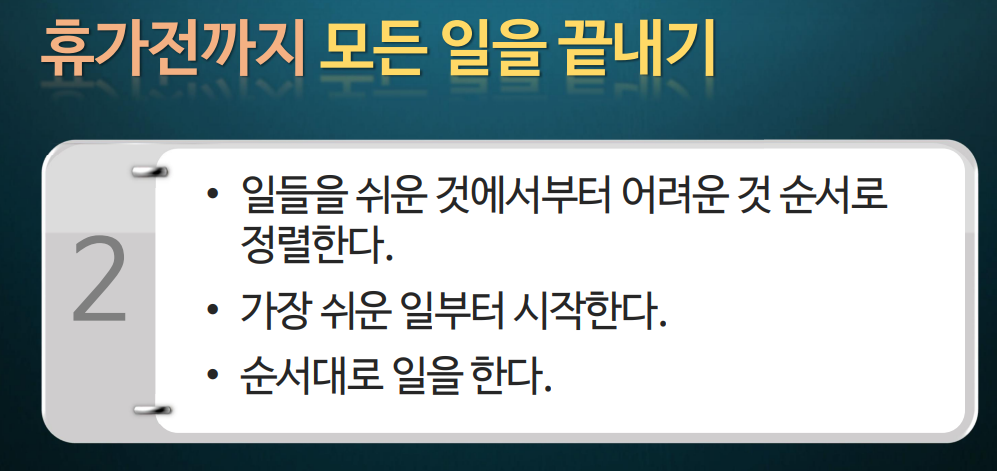 휴가전까지 모든 일을 끝내기
2
• 일들을 쉬운 것에서부터 어려운 것 순서로
정렬한다.
• 가장 쉬운 일부터 시작한다.
• 순서대로 일을 한다.